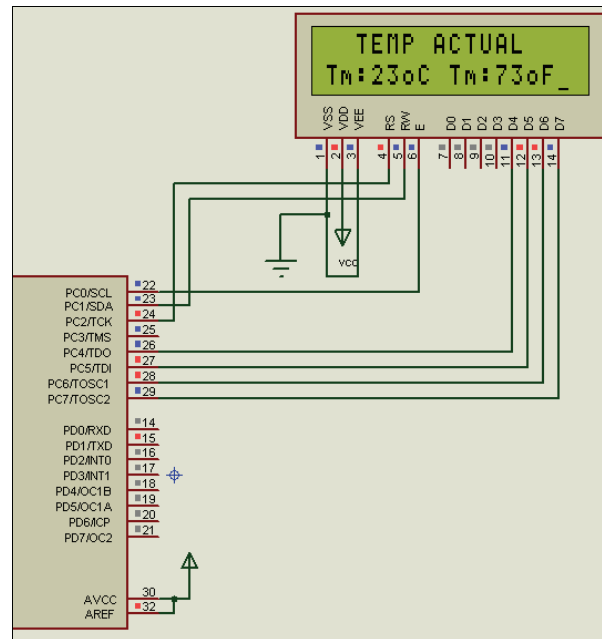 TEMP ACTUAL
Tm:23oC Tm:73oF_
VSS
VDD
VEE
RS
RW
E
D0
D1
D2
D3
D4
D5
D6
D7
1
2
3
4
5
6
7
8
9
10
11
12
13
14
VCC
PC0/SCL 22
PC1/SDA 23
PC2/TCK 24
PC3/TMS 25
PC4/TDO 26
PC5/TDI 27
PC6/TOSC1 28
PC7/TOSC2 29
PD0/RXD 14
PD1/TXD 15
PD2/INT0 16
PD3/INT1 17
PD4/OC1B 18
PD5/OC1A 19
PD6/ICP 20
PD7/OC2 21
AVCC 30
AREF 32